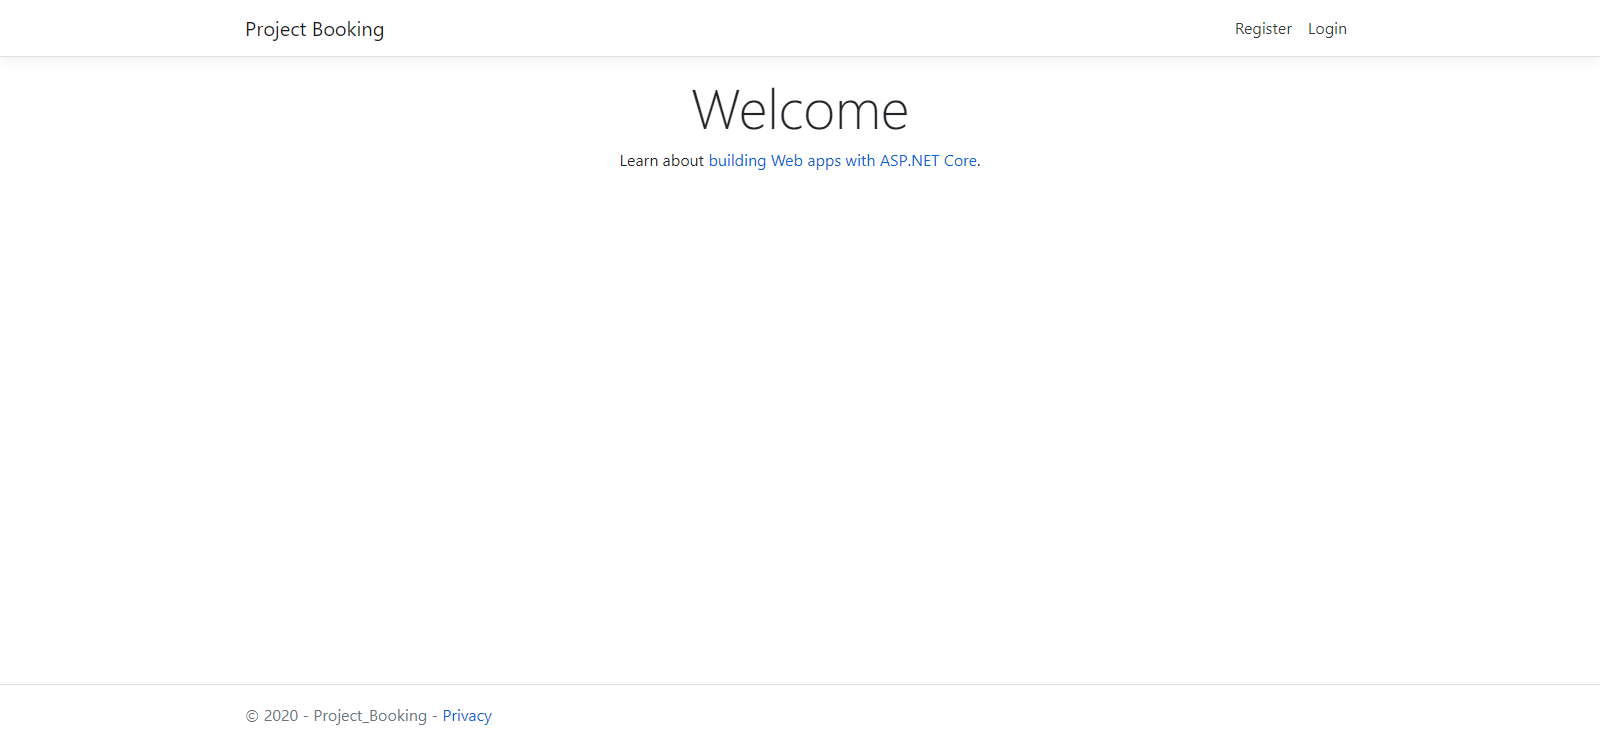 Project Booking
Register Login
Welcome
Learn about building Web apps with ASP.NET Core.
© 2020 - Project_Booking - Privacy